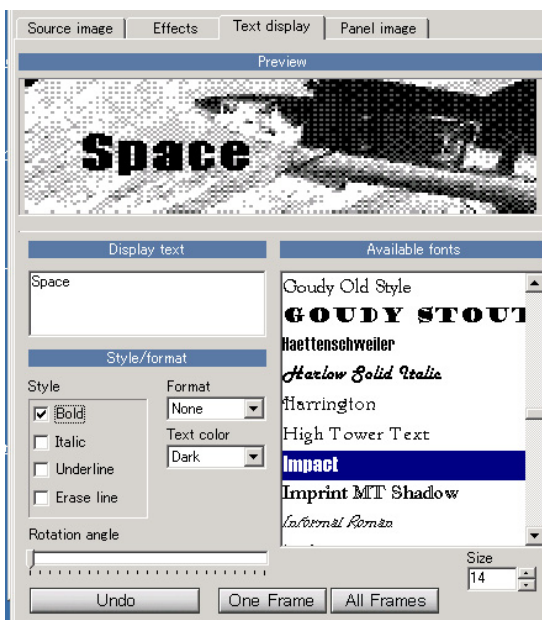 Source image
Effects
Text display
Panel image
Preview
Space
Display text
Available fonts
Space
Goudy Old Style
GOUDY STOUT
Haettenschweiler
Harlow Solid Italic
Harrington
High Tower Text
Impact
Imprint MT Shadow
Informal Roman
Style/format
Style
Format
Bold
None
Italic
Text color
Underline
Dark
Erase line
Rotation angle
Size
14
Undo
One Frame
All Frames